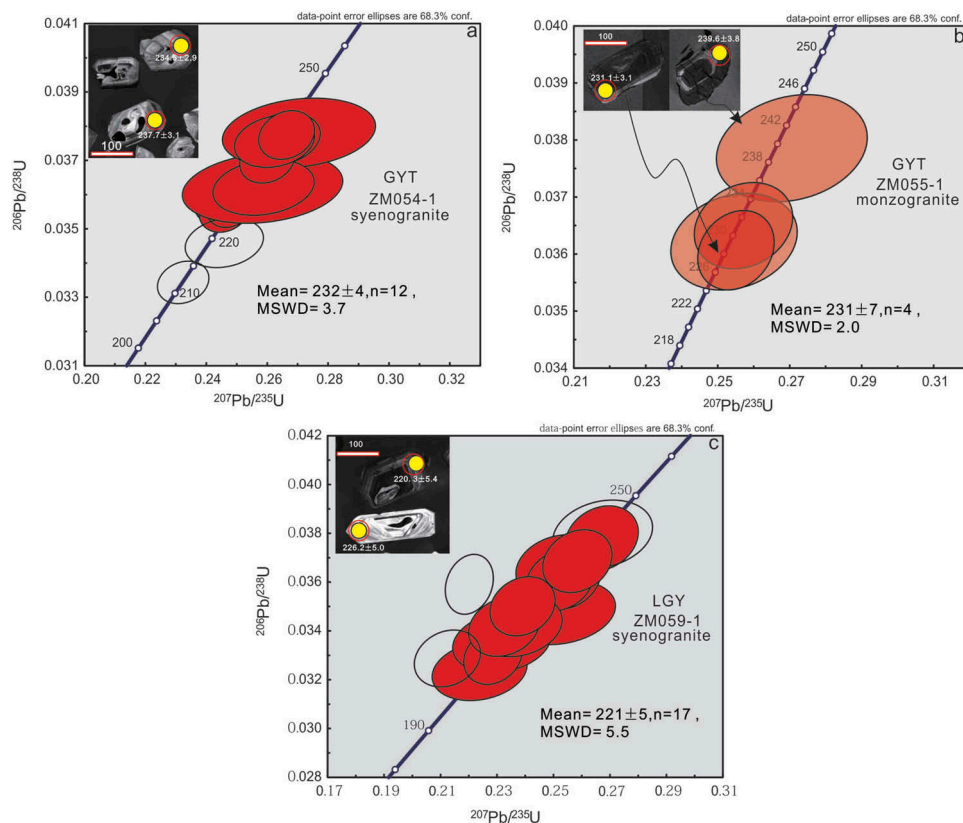 data-point error ellipses are 68.3% conf.
a
0.041
0.039
0.037
0.035
0.033
0.031
206Pb/238U
234.6±2.9
237.7±3.1
100
250
220
210
200
GYT
ZM054-1
syenogranite
Mean= 232±4,n=12 ,
MSWD= 3.7
0.20 0.22 0.24 0.26 0.28 0.30 0.32
207Pb/235U
data-point error ellipses are 68.3% conf.
b
0.040
0.039
0.038
0.037
0.036
0.035
0.034
206Pb/238U
100
239.6±3.8
231.1±3.1
250
246
242
238
226
222
218
GYT
ZM055-1
monzogranite
Mean= 231±7,n=4 ,
MSWD= 2.0
0.21 0.23 0.25 0.27 0.29 0.31
207Pb/235U
data-point error ellipses are 68.3% conf.
c
0.042
0.040
0.038
0.036
0.034
0.032
0.030
0.028
206Pb/238U
100
220.3±5.4
226.2±5.0
250
190
LGY
ZM059-1
syenogranite
Mean= 221±5,n=17 ,
MSWD= 5.5
0.17 0.19 0.21 0.23 0.25 0.27 0.29 0.31
207Pb/235U